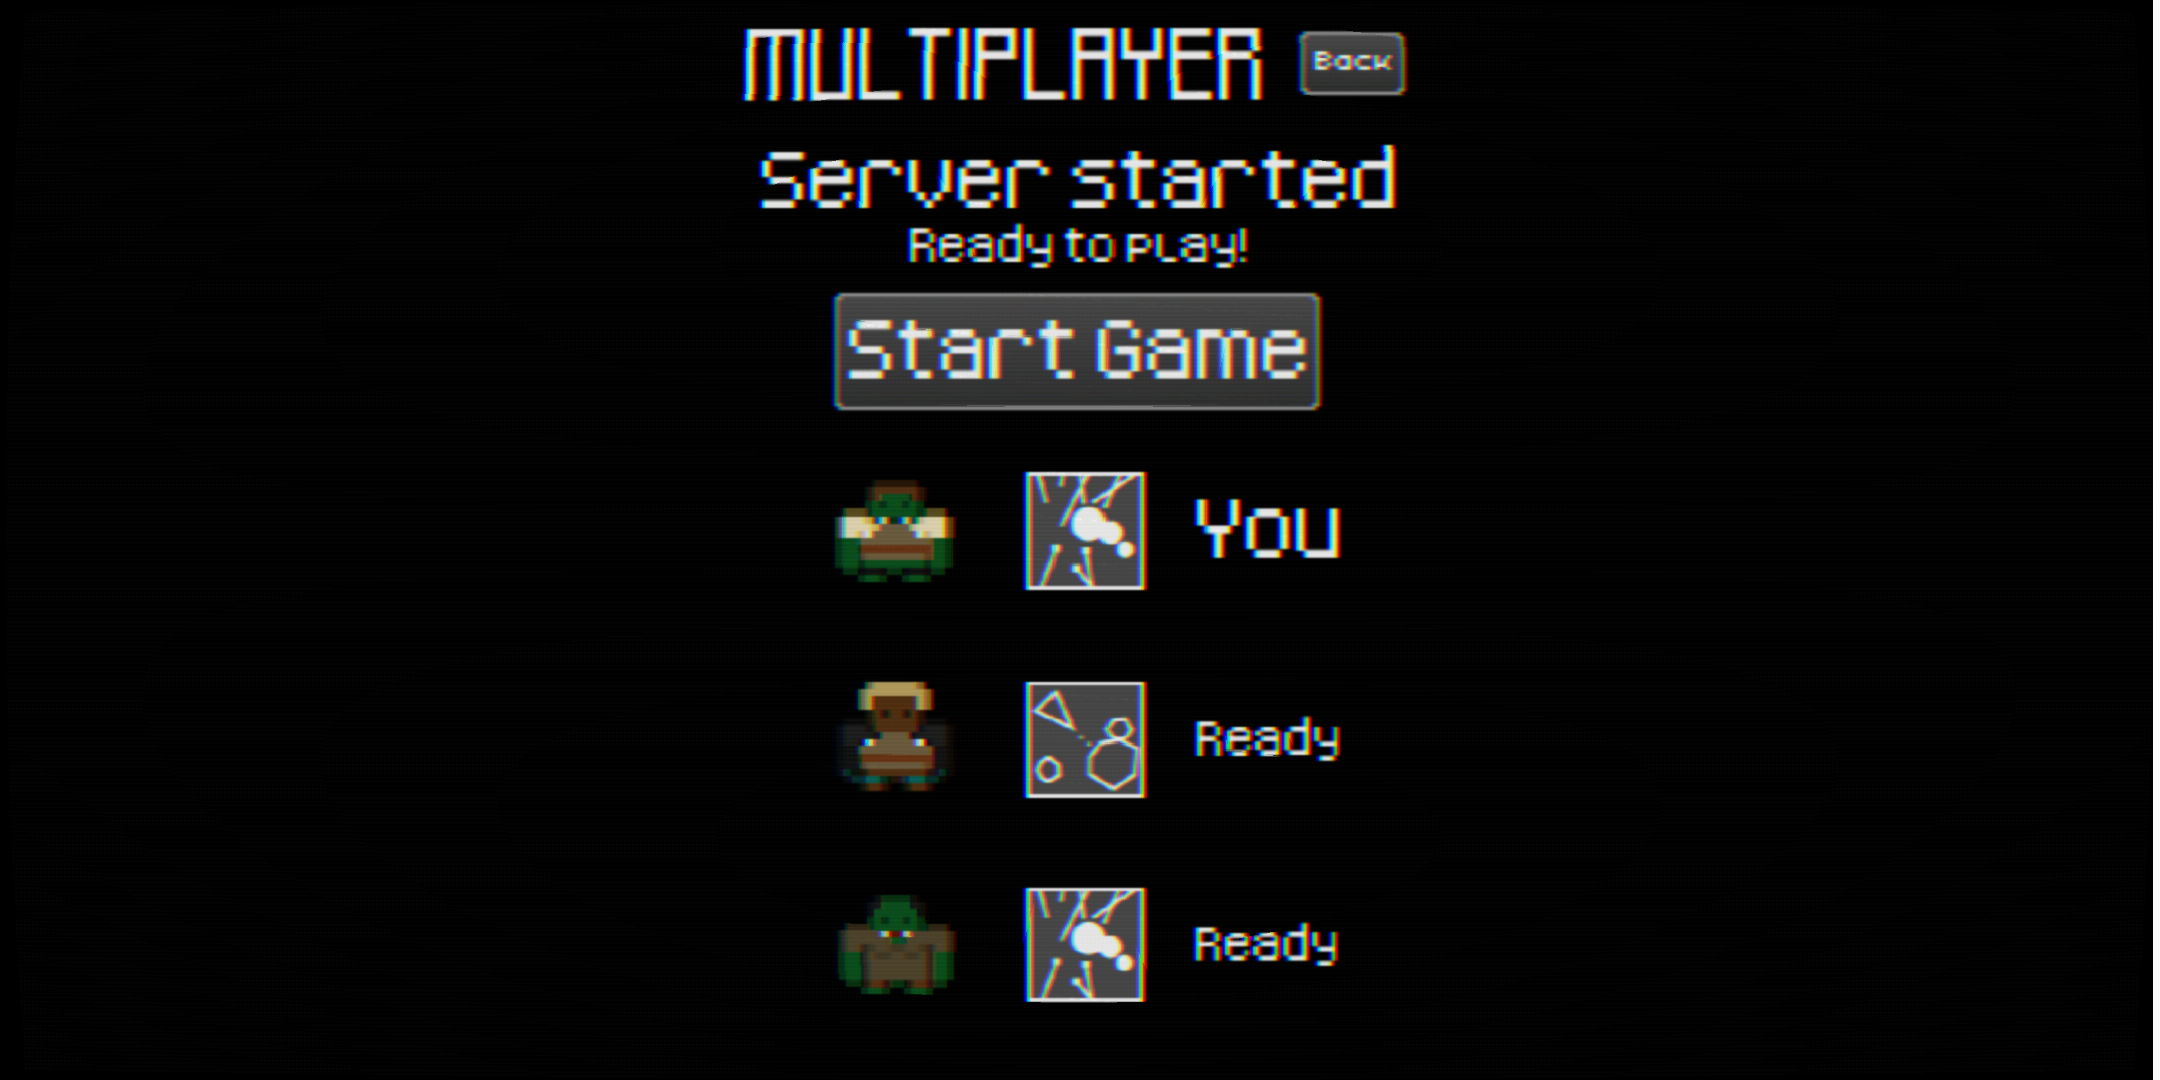 MULTIPLAYER Back
Server started
Ready to play!
Start Game
You
Ready
Ready